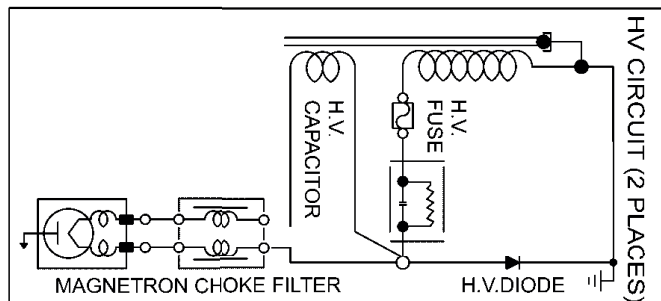 HV CIRCUIT (2 PLACES)
H.V.
CAPACITOR
H.V.
FUSE
MAGNETRON CHOKE FILTER
H.V.DIODE